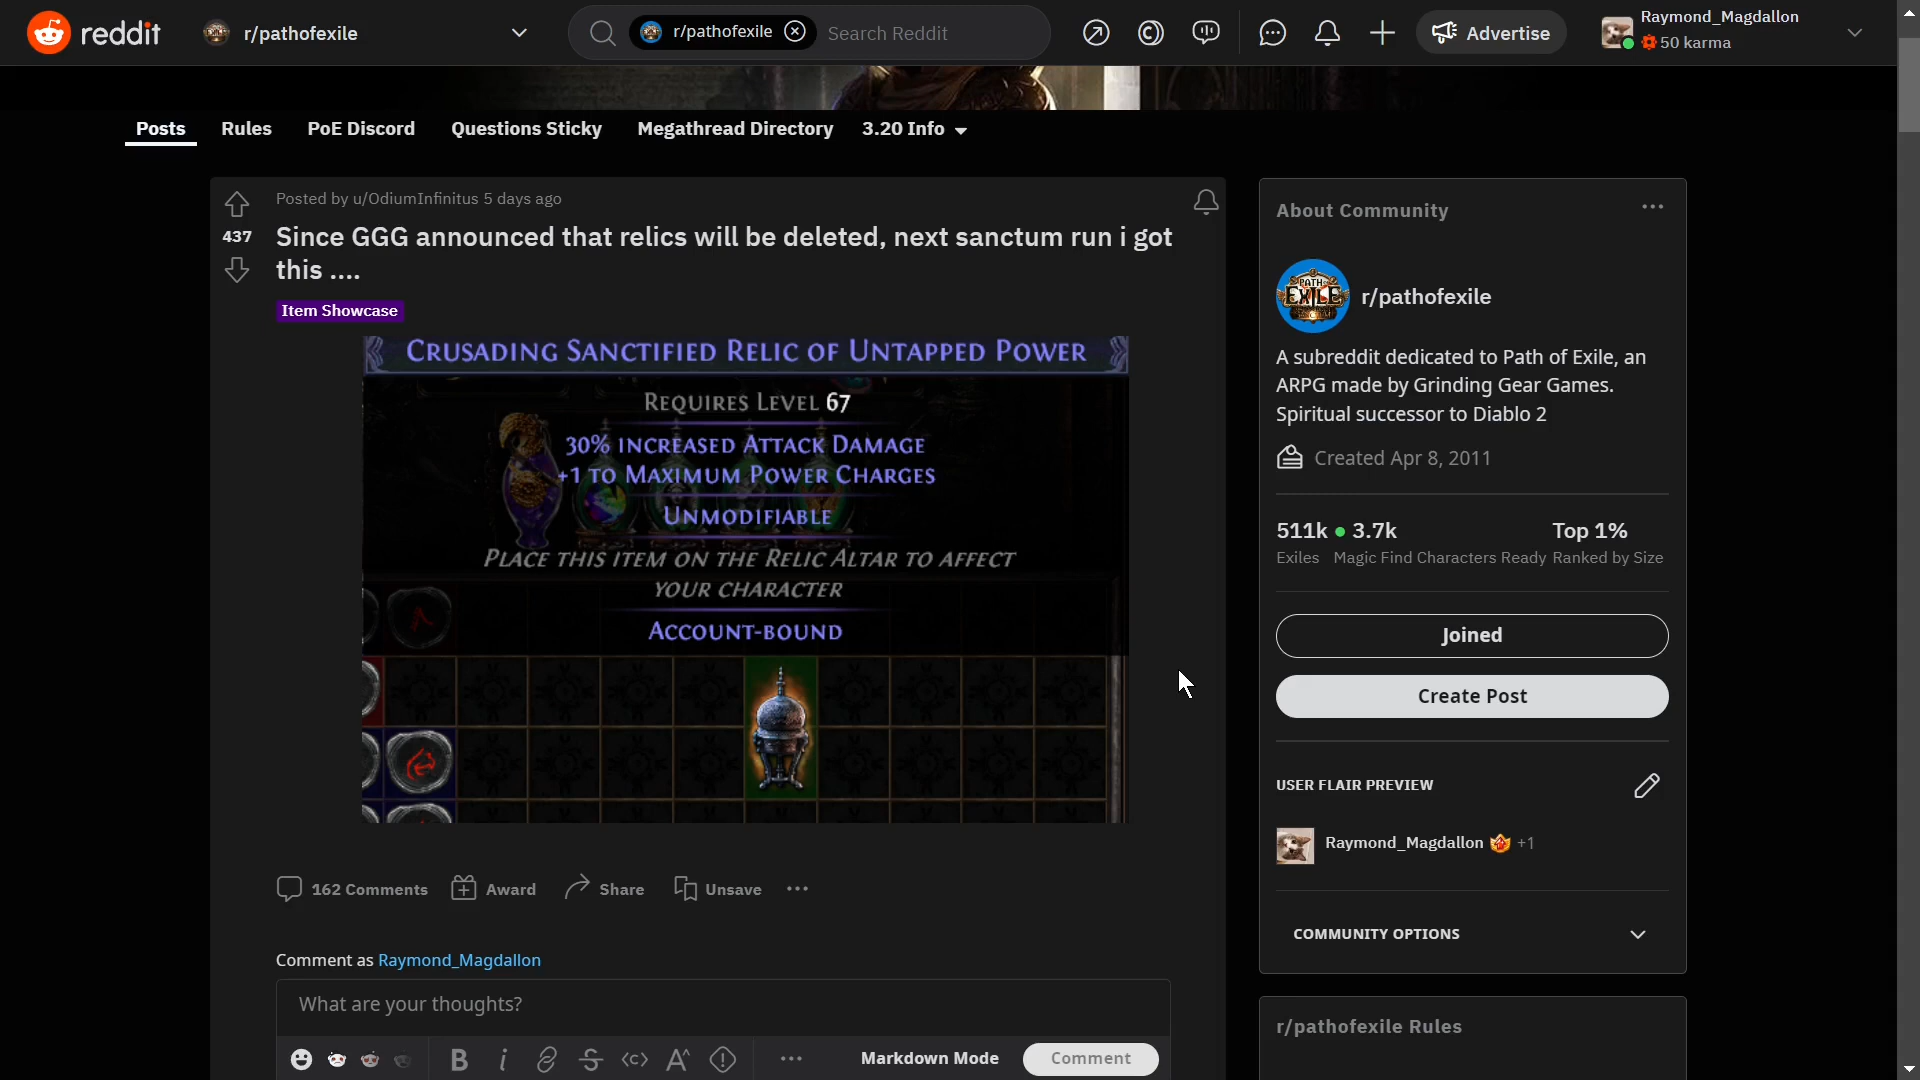 reddit
r/pathofexile
r/pathofexile
Search Reddit
Advertise
Raymond_Magdallon
50 karma
Posts
Rules
PoE Discord
Questions Sticky
Megathread Directory
3.20 Info
Posted by u/OdiumInfinitus 5 days ago
437
Since GGG announced that relics will be deleted, next sanctum run i got
this ....
Item Showcase
Crusading Sanctified Relic of Untapped Power
Requires Level 67
30% increased Attack Damage
+1 to Maximum Power Charges
Unmodifiable
Place this item on the Relic Altar to affect
your character
Account-bound
162 Comments
Award
Share
Unsave
Comment as Raymond_Magdallon
What are your thoughts?
Markdown Mode
Comment
About Community
PATH OF EXILE
r/pathofexile
A subreddit dedicated to Path of Exile, an
ARPG made by Grinding Gear Games.
Spiritual successor to Diablo 2
Created Apr 8, 2011
511k
3.7k
Top 1%
Exiles
Magic Find Characters Ready
Ranked by Size
Joined
Create Post
USER FLAIR PREVIEW
Raymond_Magdallon
+1
COMMUNITY OPTIONS
r/pathofexile Rules